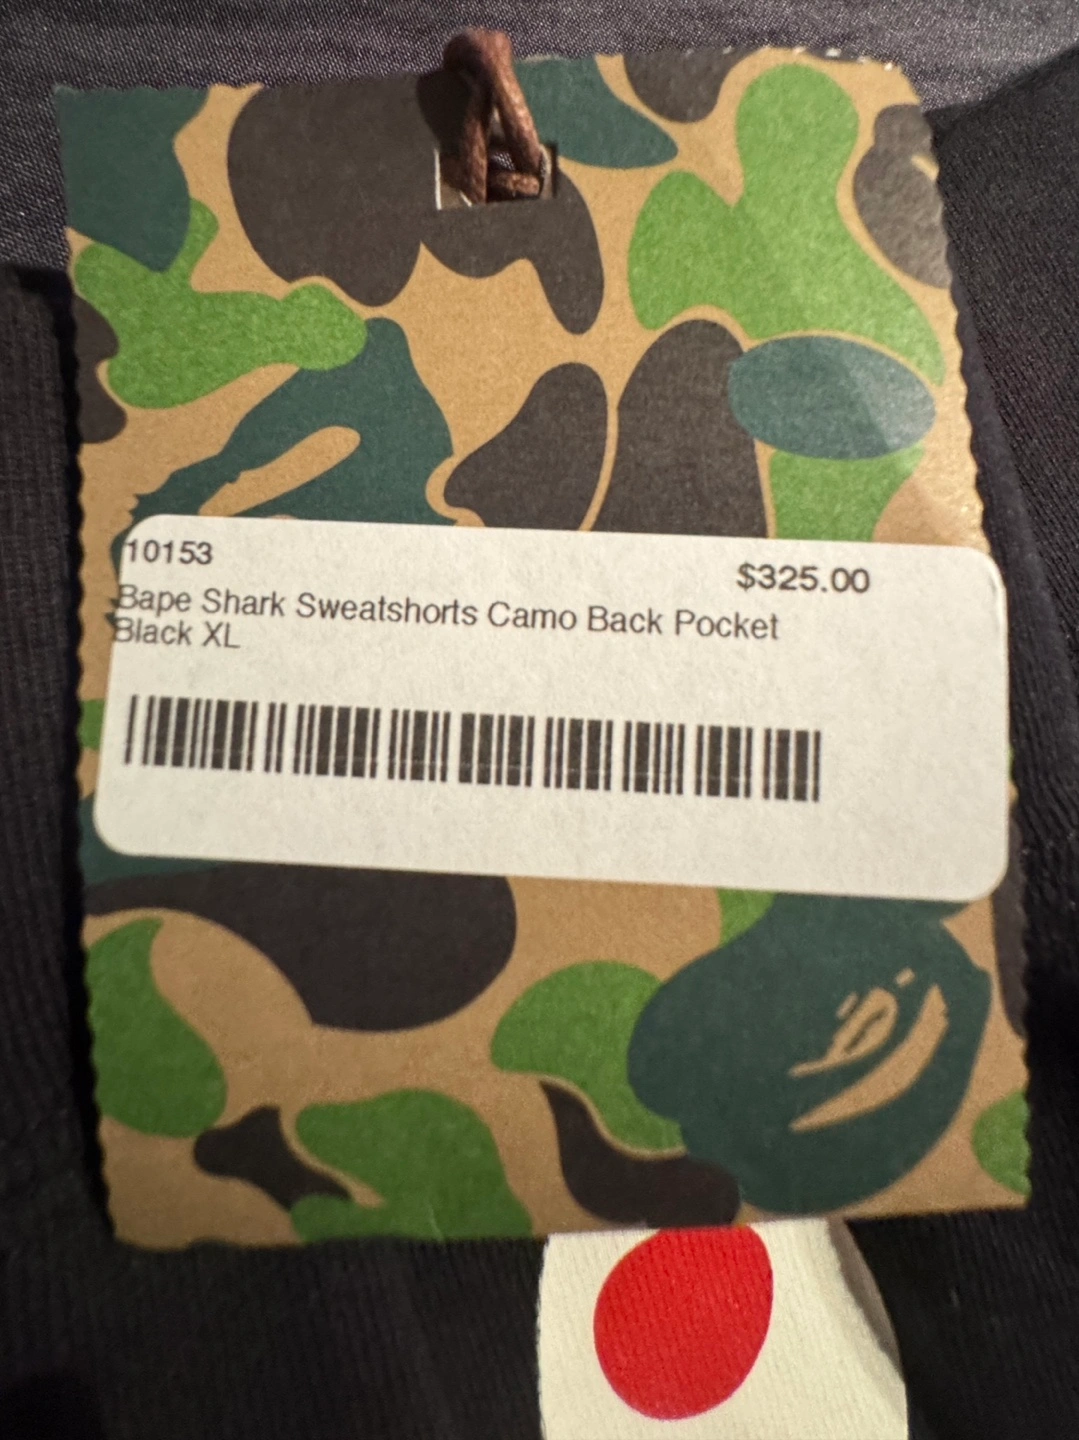 10153
$325.00
Bape Shark Sweatshorts Camo Back Pocket
Black XL